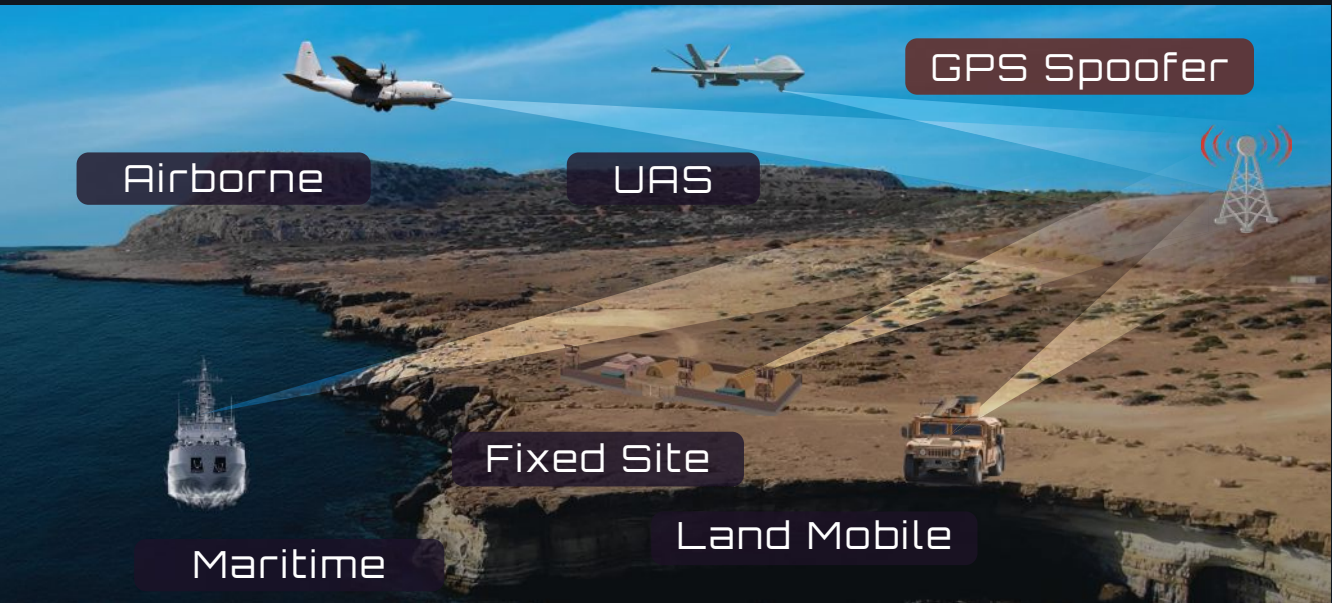 GPS Spoofer
Airborne
UAS
Fixed Site
Land Mobile
Maritime